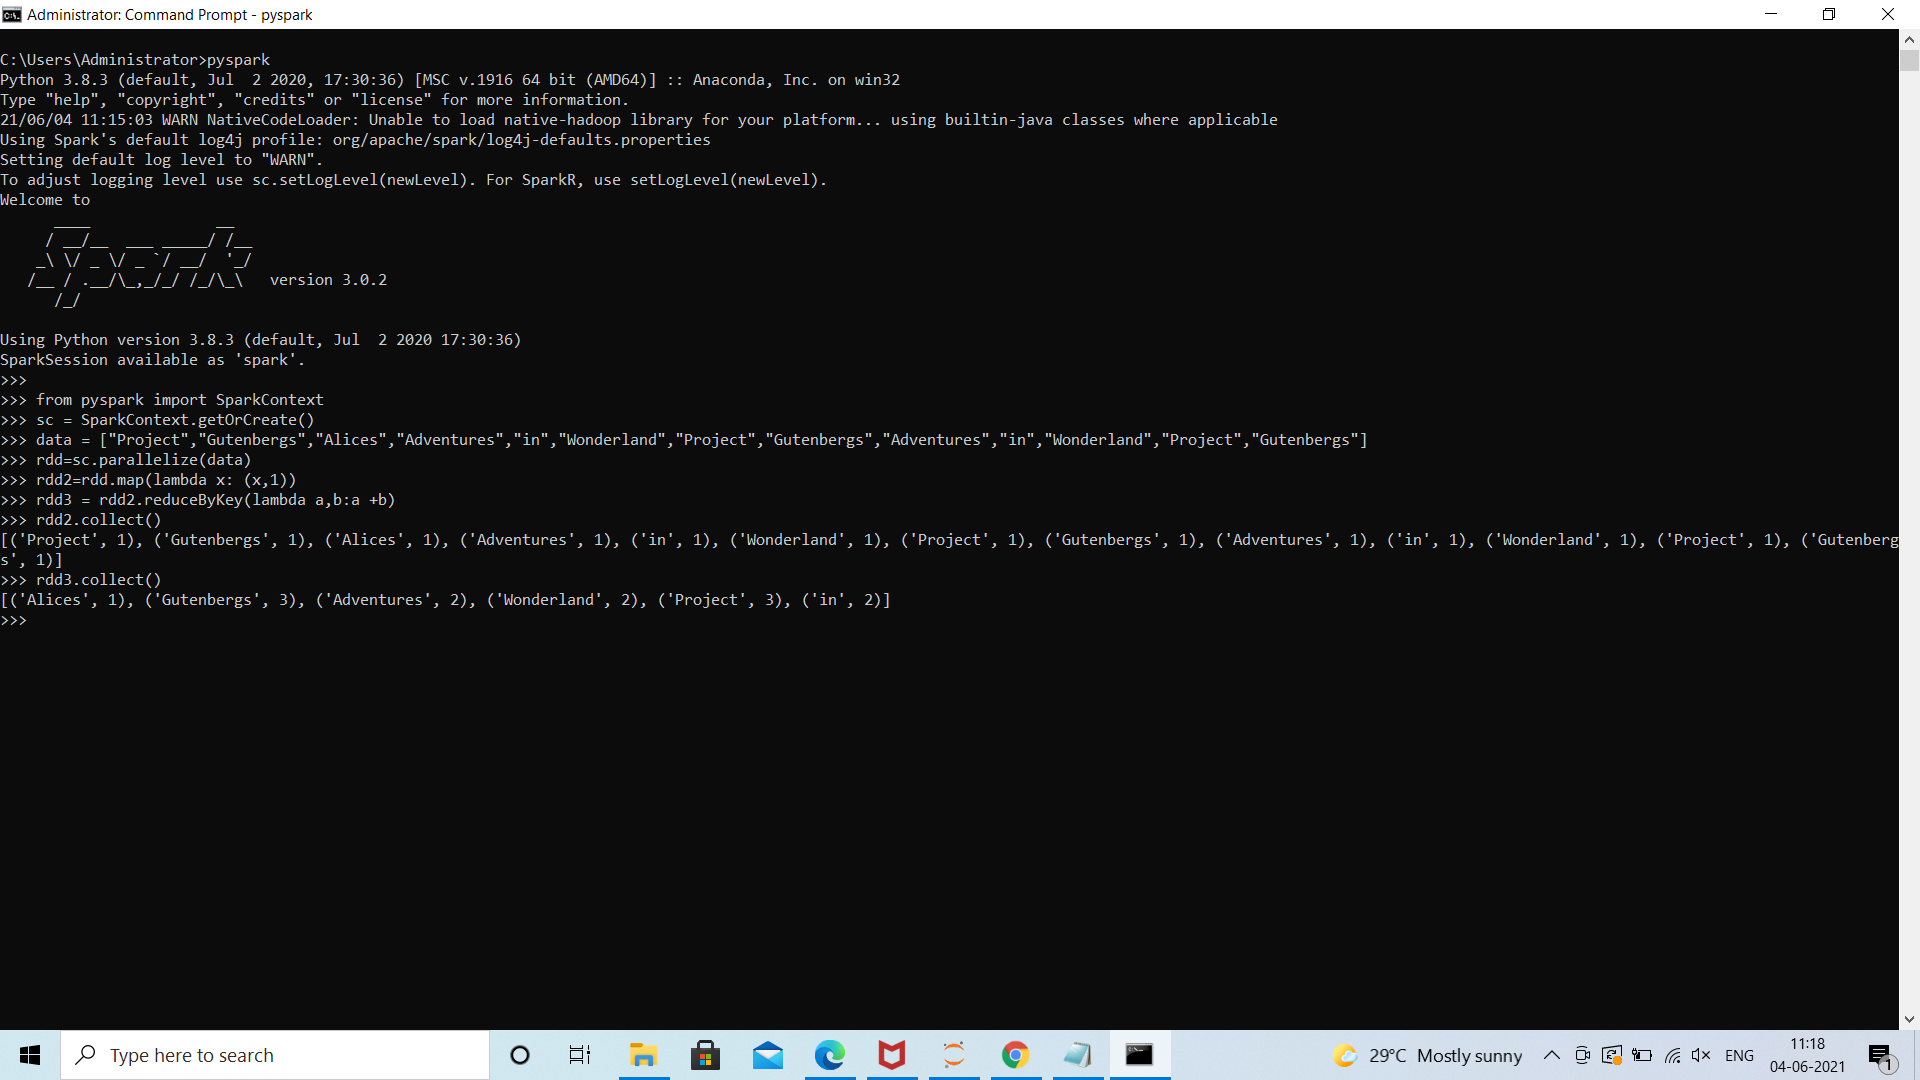 Administrator: Command Prompt - pyspark
C:\Users\Administrator>pyspark
Python 3.8.3 (default, Jul  2 2020, 17:30:36) [MSC v.1916 64 bit (AMD64)] :: Anaconda, Inc. on win32
Type "help", "copyright", "credits" or "license" for more information.
21/06/04 11:15:03 WARN NativeCodeLoader: Unable to load native-hadoop library for your platform... using builtin-java classes where applicable
Using Spark's default log4j profile: org/apache/spark/log4j-defaults.properties
Setting default log level to "WARN".
To adjust logging level use sc.setLogLevel(newLevel). For SparkR, use setLogLevel(newLevel).
Welcome to
      ____              __
     / __/__  ___ _____/ /__
    _\ \/ _ \/ _ `/ __/  '_/
   /__ / .__/\_,_/_/ /_/\_\   version 3.0.2
      /_/
Using Python version 3.8.3 (default, Jul  2 2020 17:30:36)
SparkSession available as 'spark'.
>>>
>>> from pyspark import SparkContext
>>> sc = SparkContext.getOrCreate()
>>> data = ["Project","Gutenbergs","Alices","Adventures","in","Wonderland","Project","Gutenbergs","Adventures","in","Wonderland","Project","Gutenbergs"]
>>> rdd=sc.parallelize(data)
>>> rdd2=rdd.map(lambda x: (x,1))
>>> rdd3 = rdd2.reduceByKey(lambda a,b:a +b)
>>> rdd2.collect()
[('Project', 1), ('Gutenbergs', 1), ('Alices', 1), ('Adventures', 1), ('in', 1), ('Wonderland', 1), ('Project', 1), ('Gutenbergs', 1), ('Adventures', 1), ('in', 1), ('Wonderland', 1), ('Project', 1), ('Gutenberg
s', 1)]
>>> rdd3.collect()
[('Alices', 1), ('Gutenbergs', 3), ('Adventures', 2), ('Wonderland', 2), ('Project', 3), ('in', 2)]
>>>
Type here to search
29°C Mostly sunny
ENG
11:18
04-06-2021
1